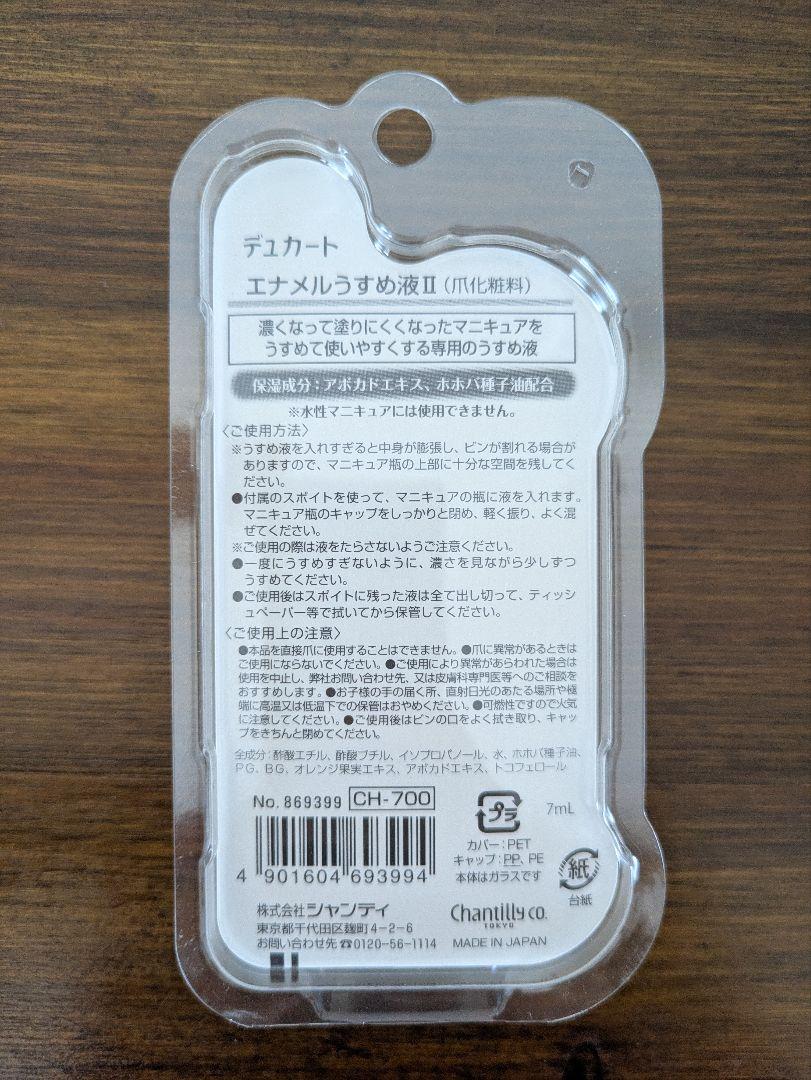 デュカート
エナメルうすめ液Ⅱ(爪化粧料)
濃くなって塗りにくくなったマニキュアを
うすめて使いやすくする専用のうすめ液
保湿成分:アボカドエキス、ホホバ種子油配合
※水性マニキュアには使用できません。
〈ご使用方法〉
※うすめ液を入れすぎると中身が膨張し、ビンが割れる場合が
ありますので、マニキュア瓶の上部に十分な空間を残してく
ださい。
●付属のスポイトを使って、マニキュアの瓶に液を入れます。
マニキュア瓶のキャップをしっかりと閉め、軽く振り、よく混
ぜてください。
※ご使用の際は液をたらさないようご注意ください。
●一度にうすめすぎないように、濃さを見ながら少しずつ
うすめてください。
●ご使用後はスポイトに残った液は全て出し切って、ティッシ
ュペーパー等で拭いてから保管してください。
〈ご使用上の注意〉
●本品を直接爪に使用することはできません。●爪に異常があるときは
ご使用にならないでください。●ご使用により異常があらわれた場合は
使用を中止し、弊社お問い合わせ先、又は皮膚科専門医等へのご相談を
おすすめします。●お子様の手の届く所、直射日光のあたる場所や極
端に高温又は低温下での保管はおやめください。●可燃性ですので火気
に注意してください。●ご使用後はビンの口をよく拭き取り、キャッ
プをきちんと閉めてください。
全成分:酢酸エチル、酢酸ブチル、イソプロパノール、水、ホホバ種子油、
PG、BG、オレンジ果実エキス、アボカドエキス、トコフェロール
No. 869399 CH-700
プラ
7mL
カバー:PET
キャップ:PP、PE
本体はガラスです
紙
台紙
4 901604 693994
株式会社シャンティ
東京都千代田区麹町4-2-6
お問い合わせ先☎0120-56-1114
Chantilly CO.
TOKYO
MADE IN JAPAN